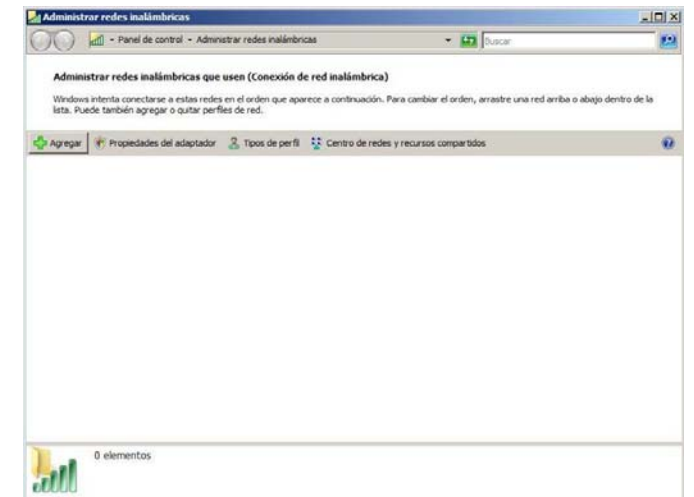 Administrar redes inalámbricas
Panel de control - Administrar redes inalámbricas
Buscar
Administrar redes inalámbricas que usen (Conexión de red inalámbrica)
Windows intenta conectarse a estas redes en el orden que aparece a continuación. Para cambiar el orden, arrastre una red arriba o abajo dentro de la
lista. Puede también agregar o quitar perfiles de red.
Agregar Propiedades del adaptador Tipos de perfil Centro de redes y recursos compartidos
0 elementos